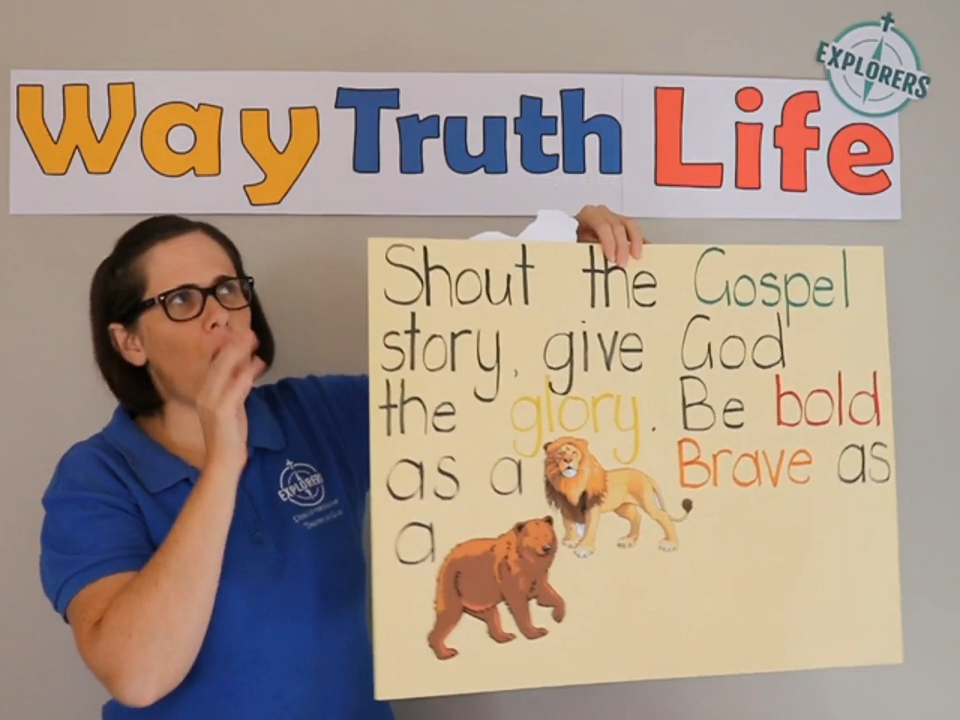 EXPLORERS
Way Truth Life
Shout the Gospel
story, give God
the glory. Be bold
as a Brave as
a
EXPLORERS